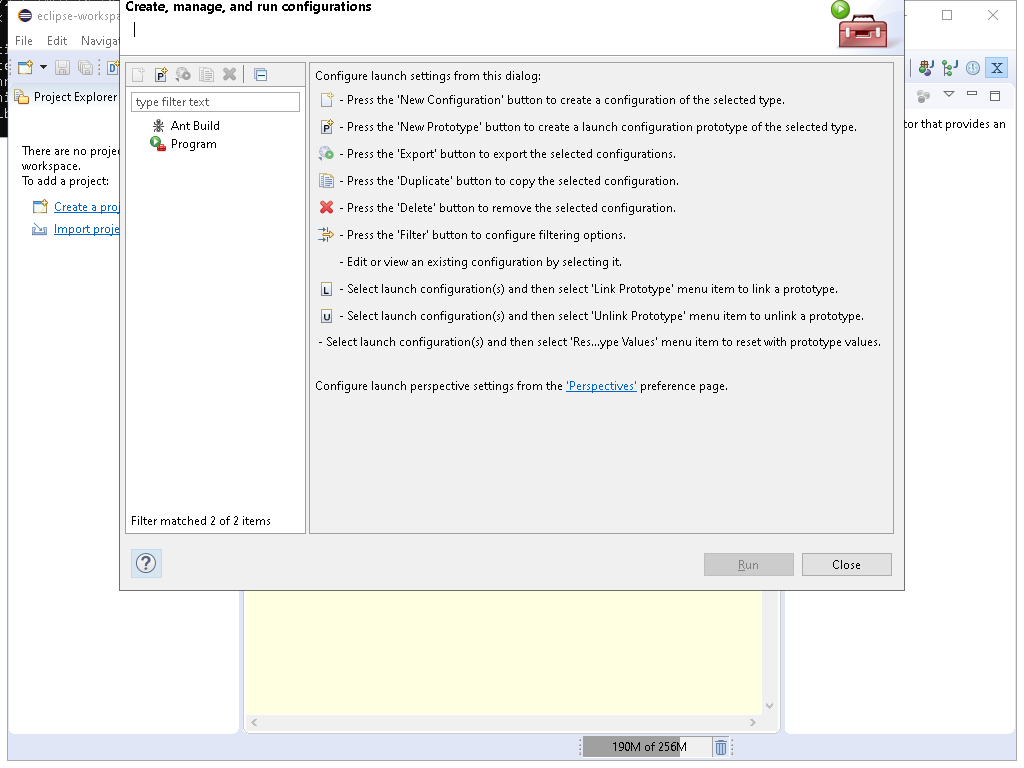 Create, manage, and run configurations
eclipse-workspa
File Edit Naviga
type filter text
Ant Build
Program
Filter matched 2 of 2 items
Configure launch settings from this dialog:
- Press the 'New Configuration' button to create a configuration of the selected type.
P - Press the 'New Prototype' button to create a launch configuration prototype of the selected type.
- Press the 'Export' button to export the selected configurations.
- Press the 'Duplicate' button to copy the selected configuration.
- Press the 'Delete' button to remove the selected configuration.
- Press the 'Filter' button to configure filtering options.
- Edit or view an existing configuration by selecting it.
L - Select launch configuration(s) and then select 'Link Prototype' menu item to link a prototype.
U - Select launch configuration(s) and then select 'Unlink Prototype' menu item to unlink a prototype.
- Select launch configuration(s) and then select 'Res...ype Values' menu item to reset with prototype values.
Configure launch perspective settings from the 'Perspectives' preference page.
? Run Close
Project Explorer
There are no projec
workspace.
To add a project:
Create a proj
Import proje
tor that provides an
190M of 256M